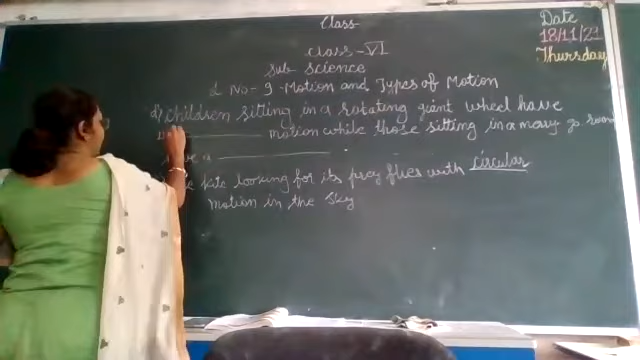 Class
Date
18/11/21
Thursday
Class-VI
Sub Science
L No-9 Motion and Types of Motion
d) Children sitting in a rotating giant wheel have
motion while those sitting in a merry go roun
a
kite looking for its prey flies with circular
motion in the sky